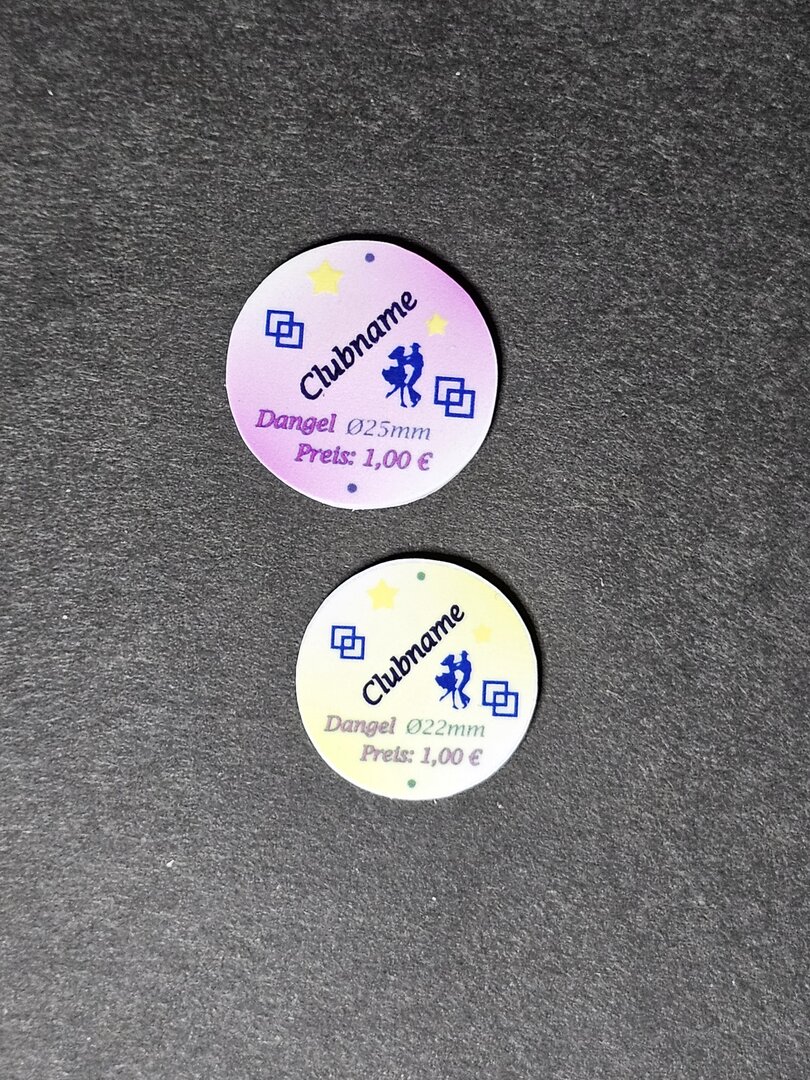 Clubname
Dangel Ø25mm
Preis: 1,00 €
Clubname
Dangel Ø22mm
Preis: 1,00 €